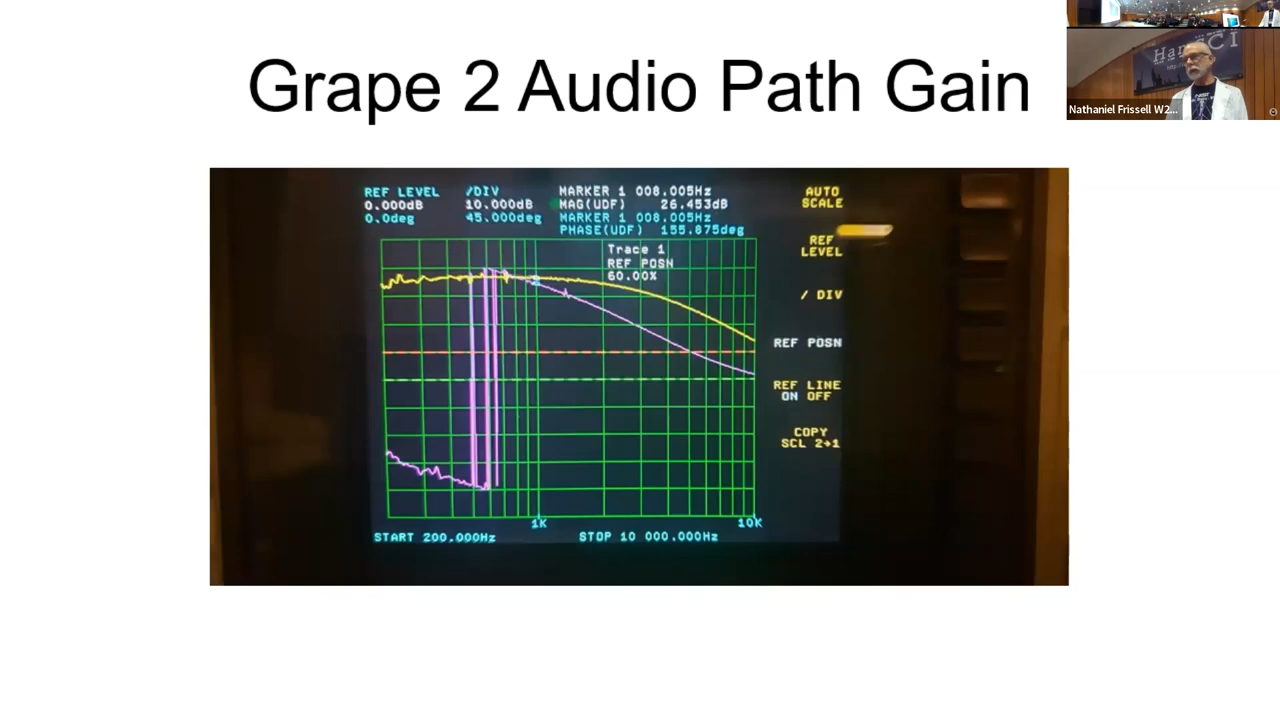 Grape 2 Audio Path Gain
Nathaniel Frissell W2...
REF LEVEL /DIV
0.000dB 10.000dB
0.0deg 45.000deg
MARKER 1 008.005Hz
MAG(UDF) 26.453dB
MARKER 1 008.005Hz
PHASE(UDF) 155.875deg
Trace 1
REF POSN
60.00%
AUTO
SCALE
REF
LEVEL
/ DIV
REF POSN
REF LINE
ON OFF
COPY
SCL 2→1
1K 10K
START 200.000Hz STOP 10 000.000Hz